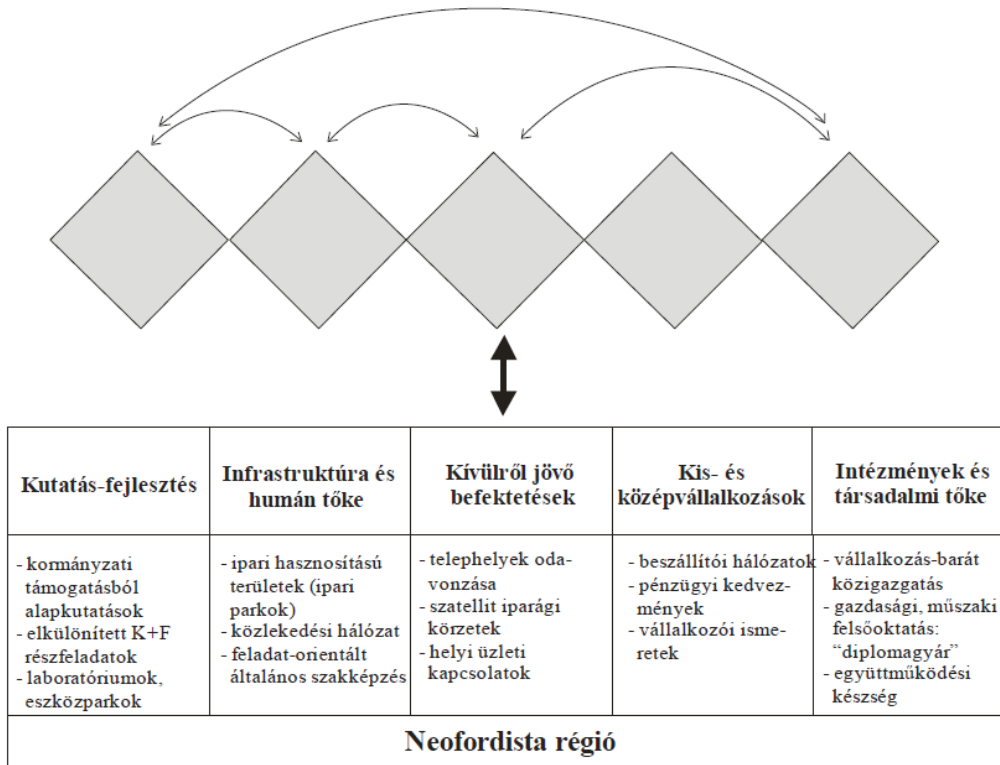 Kutatás-fejlesztés
Infrastruktúra és
humán tőke
Kívülről jövő
befektetések
Kis- és
középvállalkozások
Intézmények és
társadalmi tőke
- kormányzati
támogatásból
alapkutatások
- elkülönített K+F
részfeladatok
- laboratóriumok,
eszközparkok
- ipari hasznosítású
területek (ipari
parkok)
- közlekedési hálózat
- feladat-orientált
általános szakképzés
- telephelyek oda-
vonzása
- szatellit iparági
körzetek
- helyi üzleti
kapcsolatok
- beszállítói hálózatok
- pénzügyi kedvez-
mények
- vállalkozói isme-
retek
- vállalkozás-barát
közigazgatás
- gazdasági, műszaki
felsőoktatás:
“diplomagyár”
- együttműködési
készség
Neofordista régió